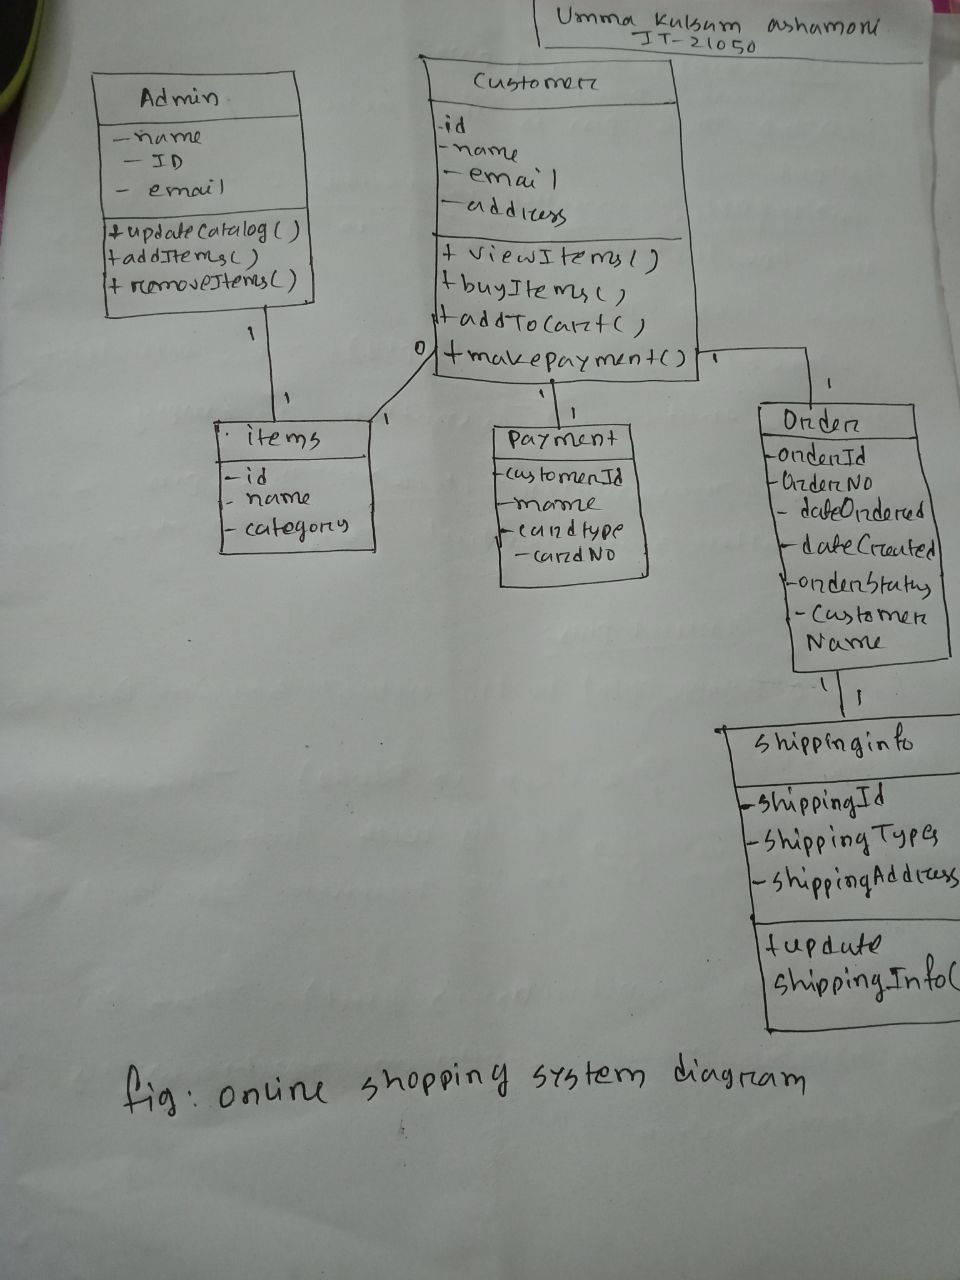 Umma Kulsum ashamoni
IT-21050
Admin
- name
- ID
- email
+ updateCatalog()
+ addItems()
+ removeItems()
1
1
Customer
- id
- name
- email
- address
+ viewItems()
+ buyItems()
+ addToCart()
+ makepayment()
0
1
items
- id
- name
- category
1
1
payment
- customerId
- name
- cardtype
- cardNo
1
1
Order
- orderId
- OrderNo
- dateOrdered
- dateCreated
- orderStatus
- Customer
Name
1
1
shippinginfo
- shippingId
- shippingTypes
- shippingAddress
+ update
shippingInfo(
fig: online shopping system diagram